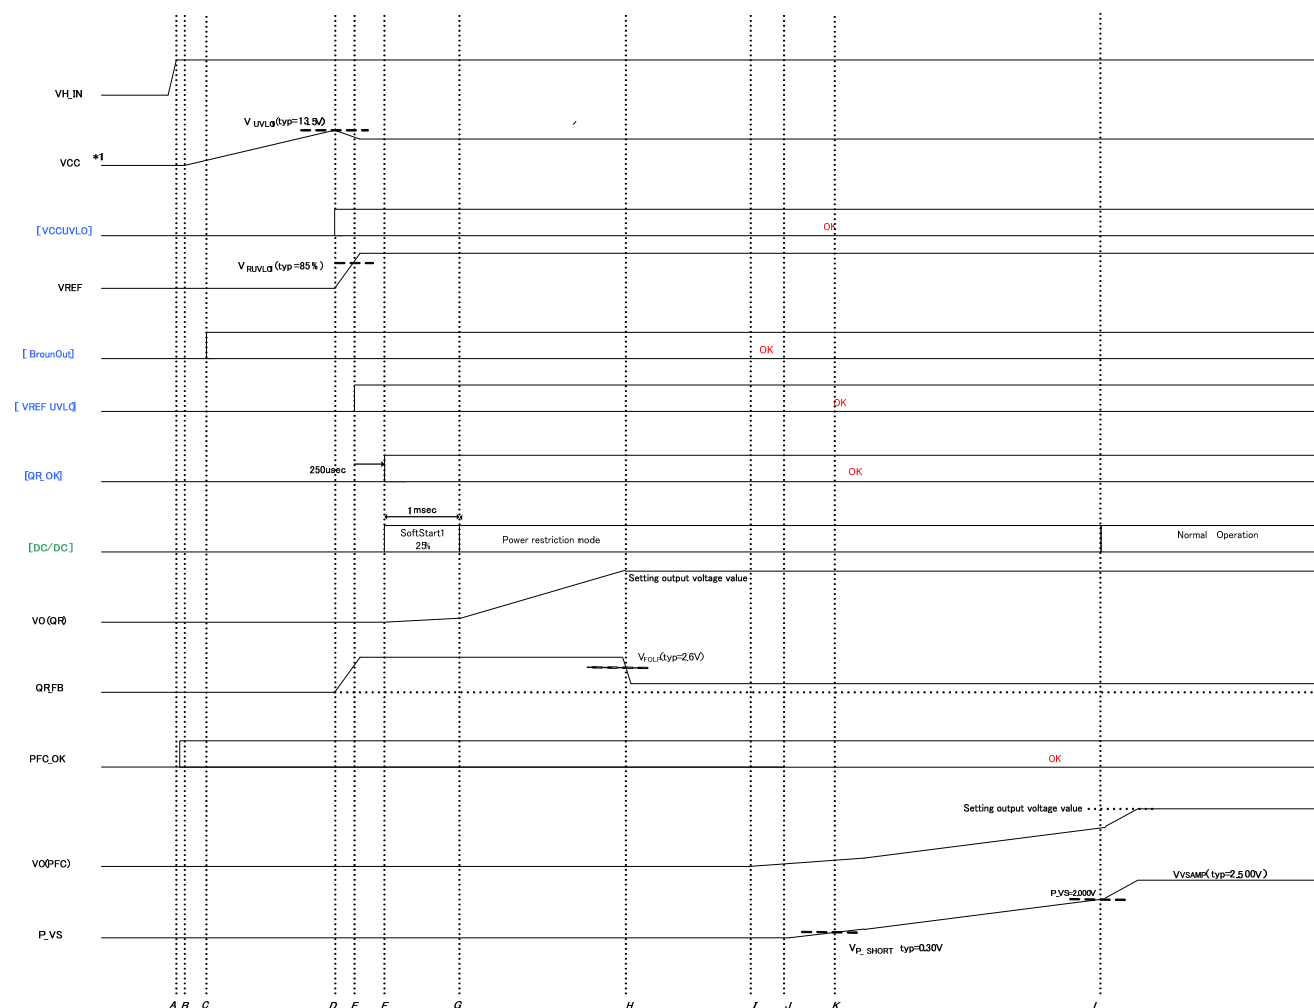 VH_IN
V UVLO1(typ=13.5V)
VCC *1
[VCCUVLO]
OK
V RUVLO1(typ=85%)
VREF
[BrounOut]
OK
[VREF UVLO]
OK
250usec
[QR_OK]
OK
1msec
[DC/DC]
SoftStart1
25%
Power restriction mode
Normal Operation
Setting output voltage value
VO(QR)
VFOLP(typ=2.6V)
QR_FB
PFC_OK
OK
Setting output voltage value
VO(PFC)
VVSAMP(typ=2.500V)
P_VS=2.000V
P_VS
VP_SHORT typ=0.30V
A B C D E F G H I J K L